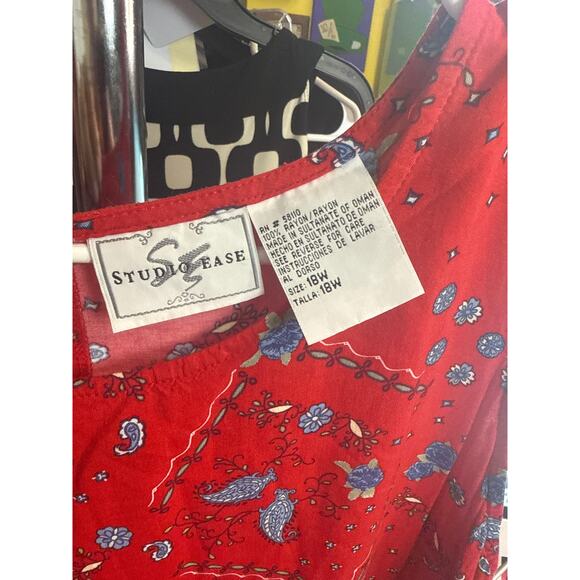 SE
STUDIO EASE
RN # 58110
100% RAYON/RAYON
MADE IN SULTANATE OF OMAN
HECHO EN SULTANATO DE OMAN
SEE REVERSE FOR CARE
INSTRUCCIONES DE LAVAR
AL DORSO
SIZE: 18W
TALLA: 18W